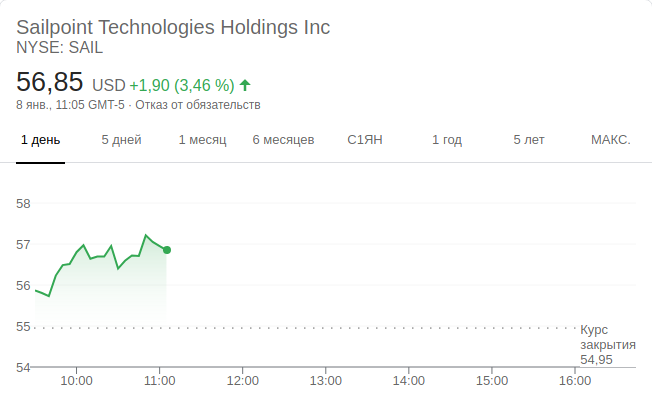 Sailpoint Technologies Holdings Inc
NYSE: SAIL
56,85 USD +1,90 (3,46 %)
8 янв., 11:05 GMT-5 · Отказ от обязательств
1 день 5 дней 1 месяц 6 месяцев С1ЯН 1 год 5 лет МАКС.
58
57
56
55
Курс
закрытия
54,95
54
10:00 11:00 12:00 13:00 14:00 15:00 16:00